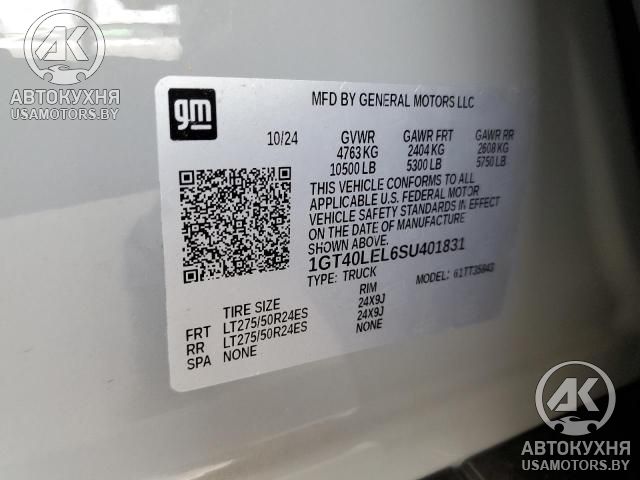 АВТОКУХНЯ
USAMOTORS.BY
gm
MFD BY GENERAL MOTORS LLC
10/24 GVWR GAWR FRT GAWR RR
4763 KG 2404 KG 2608 KG
10500 LB 5300 LB 5750 LB
THIS VEHICLE CONFORMS TO ALL
APPLICABLE U.S. FEDERAL MOTOR
VEHICLE SAFETY STANDARDS IN EFFECT
ON THE DATE OF MANUFACTURE
SHOWN ABOVE.
1GT40LEL6SU401831
TYPE: TRUCK MODEL:
TIRE SIZE RIM
FRT LT275/50R24ES 24X9J
RR LT275/50R24ES 24X9J
SPA NONE NONE
АК
АВТОКУХНЯ
USAMOTORS.BY